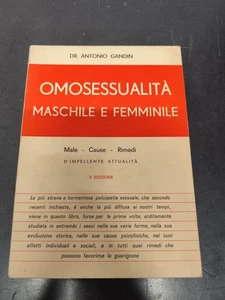 DR. ANTONIO GANDIN
OMOSESSUALITÀ
MASCHILE E FEMMINILE
Male - Cause - Rimedi
D'IMPELLENTE ATTUALITÀ
V EDIZIONE
La più strana e tormentosa psicopatia sessuale, che secondo
recenti inchieste, è anche la più diffusa ai nostri tempi,
viene in questo libro, forse per la prima volta, arditamente
studiata in entrambi i sessi nelle sue varie forme, nella sua
evoluzione storica, nelle sue cause psicofisiche, nei suoi
effetti individuali e sociali, e in tutti quei rimedi che
possono favorirne la guarigione